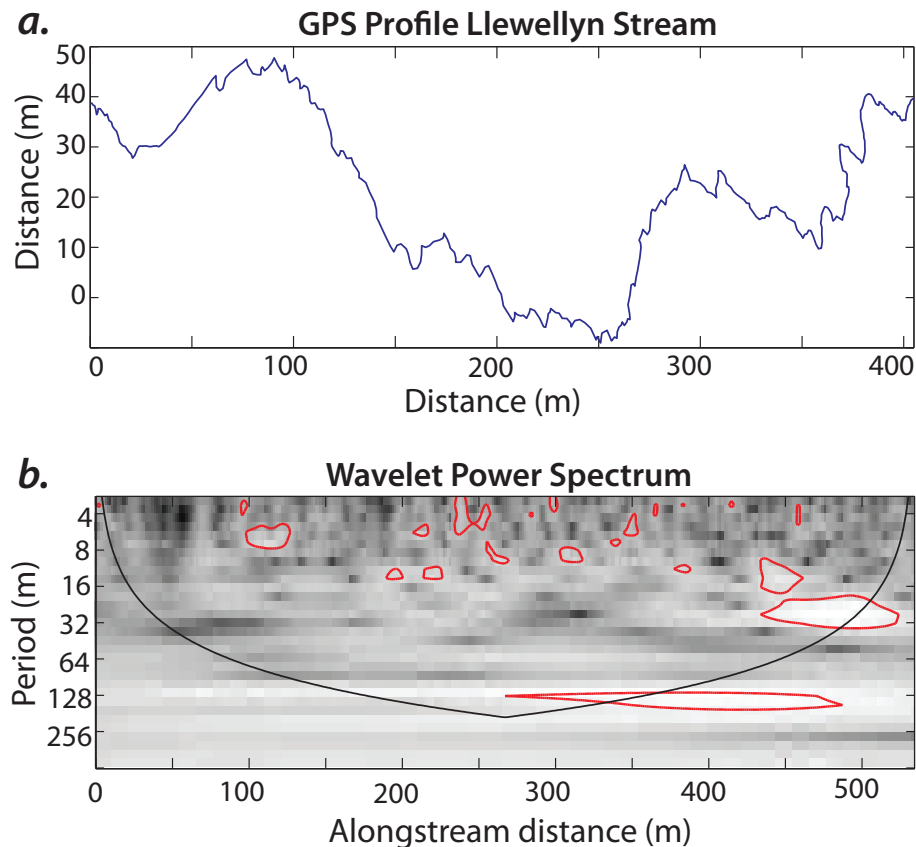 a.
GPS Profile Llewellyn Stream
50
40
30
20
10
0
Distance (m)
0 100 200 300 400
Distance (m)
b.
Wavelet Power Spectrum
4
8
16
32
64
128
256
Period (m)
0 100 200 300 400 500
Alongstream distance (m)